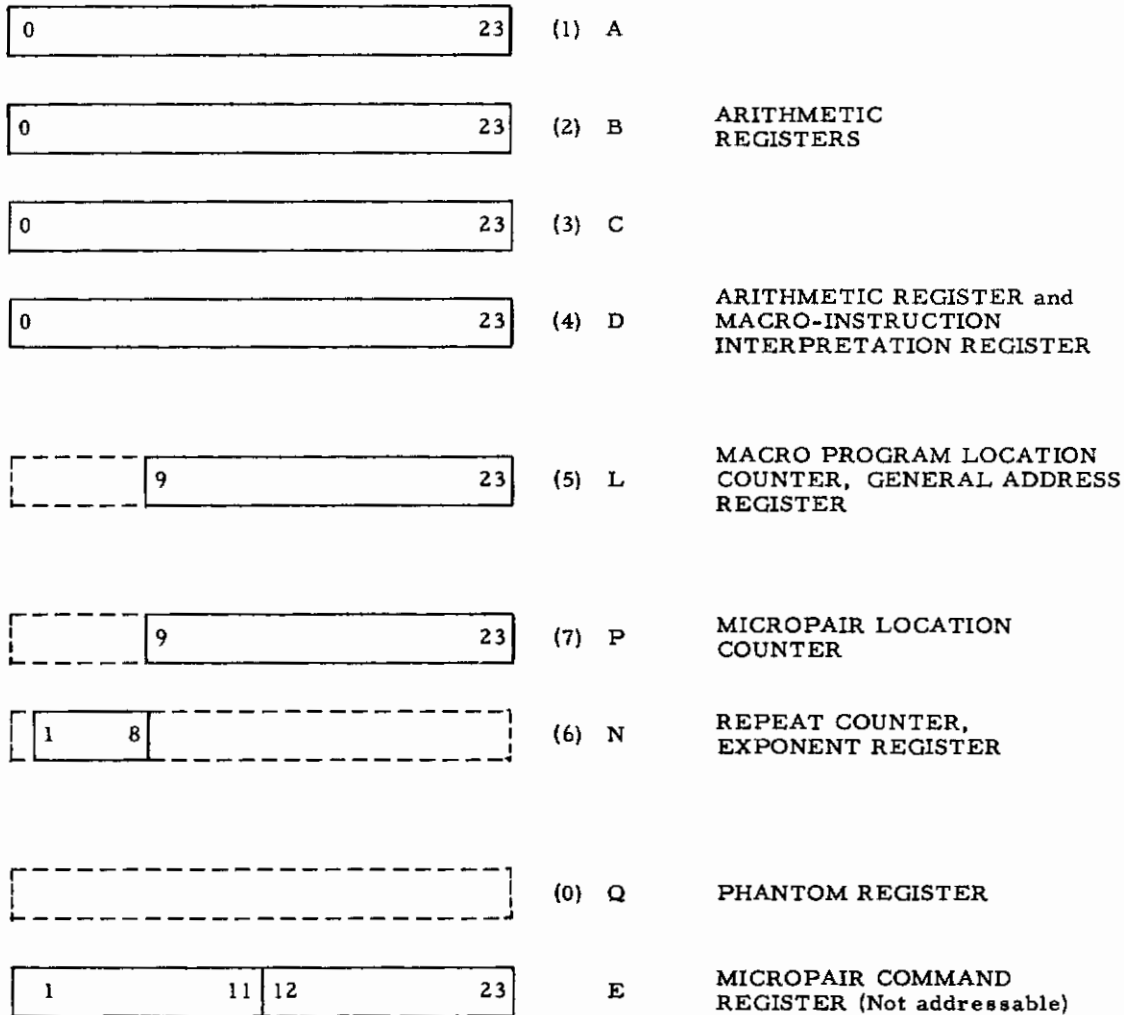 0 23 (1) A
0 23 (2) B ARITHMETIC
REGISTERS
0 23 (3) C
0 23 (4) D ARITHMETIC REGISTER and
MACRO-INSTRUCTION
INTERPRETATION REGISTER
9 23 (5) L MACRO PROGRAM LOCATION
COUNTER, GENERAL ADDRESS
REGISTER
9 23 (7) P MICROPAIR LOCATION
COUNTER
1 8 (6) N REPEAT COUNTER,
EXPONENT REGISTER
(0) Q PHANTOM REGISTER
1 11 12 23 E MICROPAIR COMMAND
REGISTER (Not addressable)